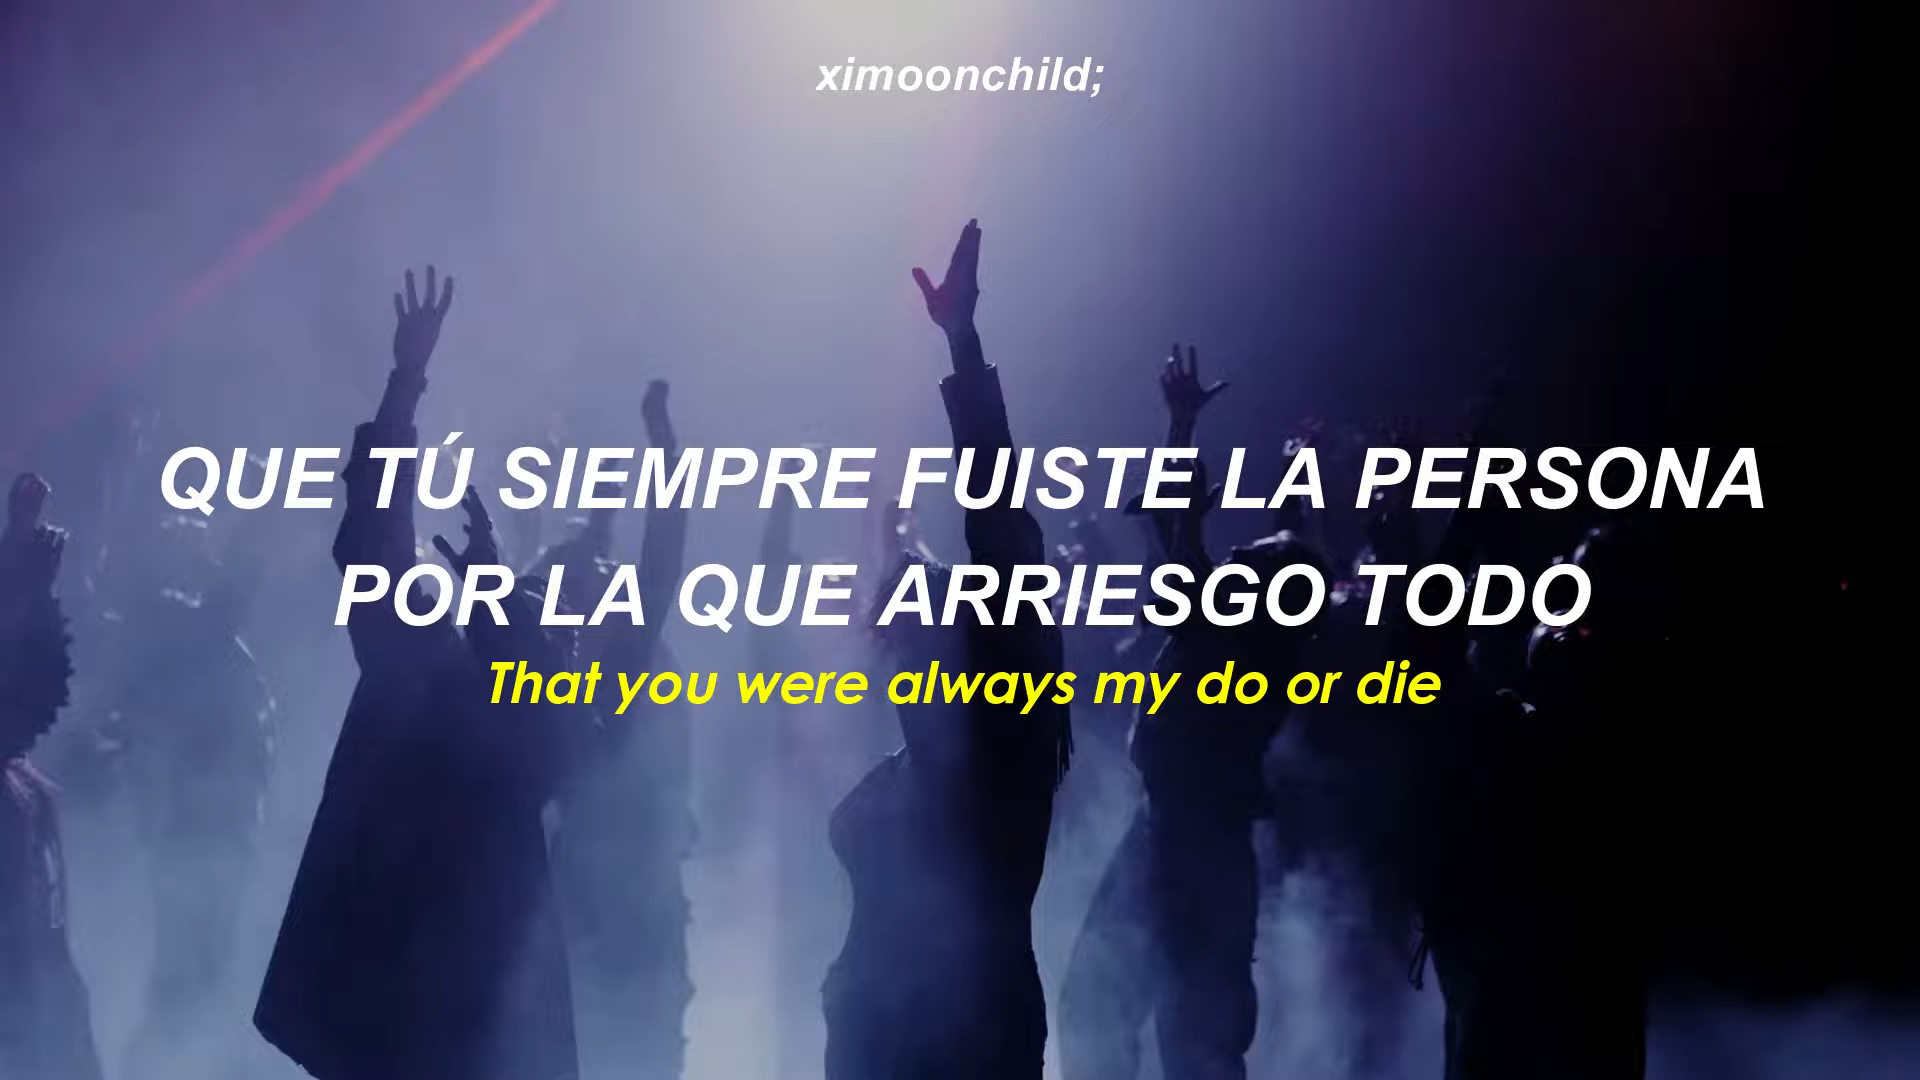 ximoonchild;
QUE TÚ SIEMPRE FUISTE LA PERSONA
POR LA QUE ARRIESGO TODO
That you were always my do or die